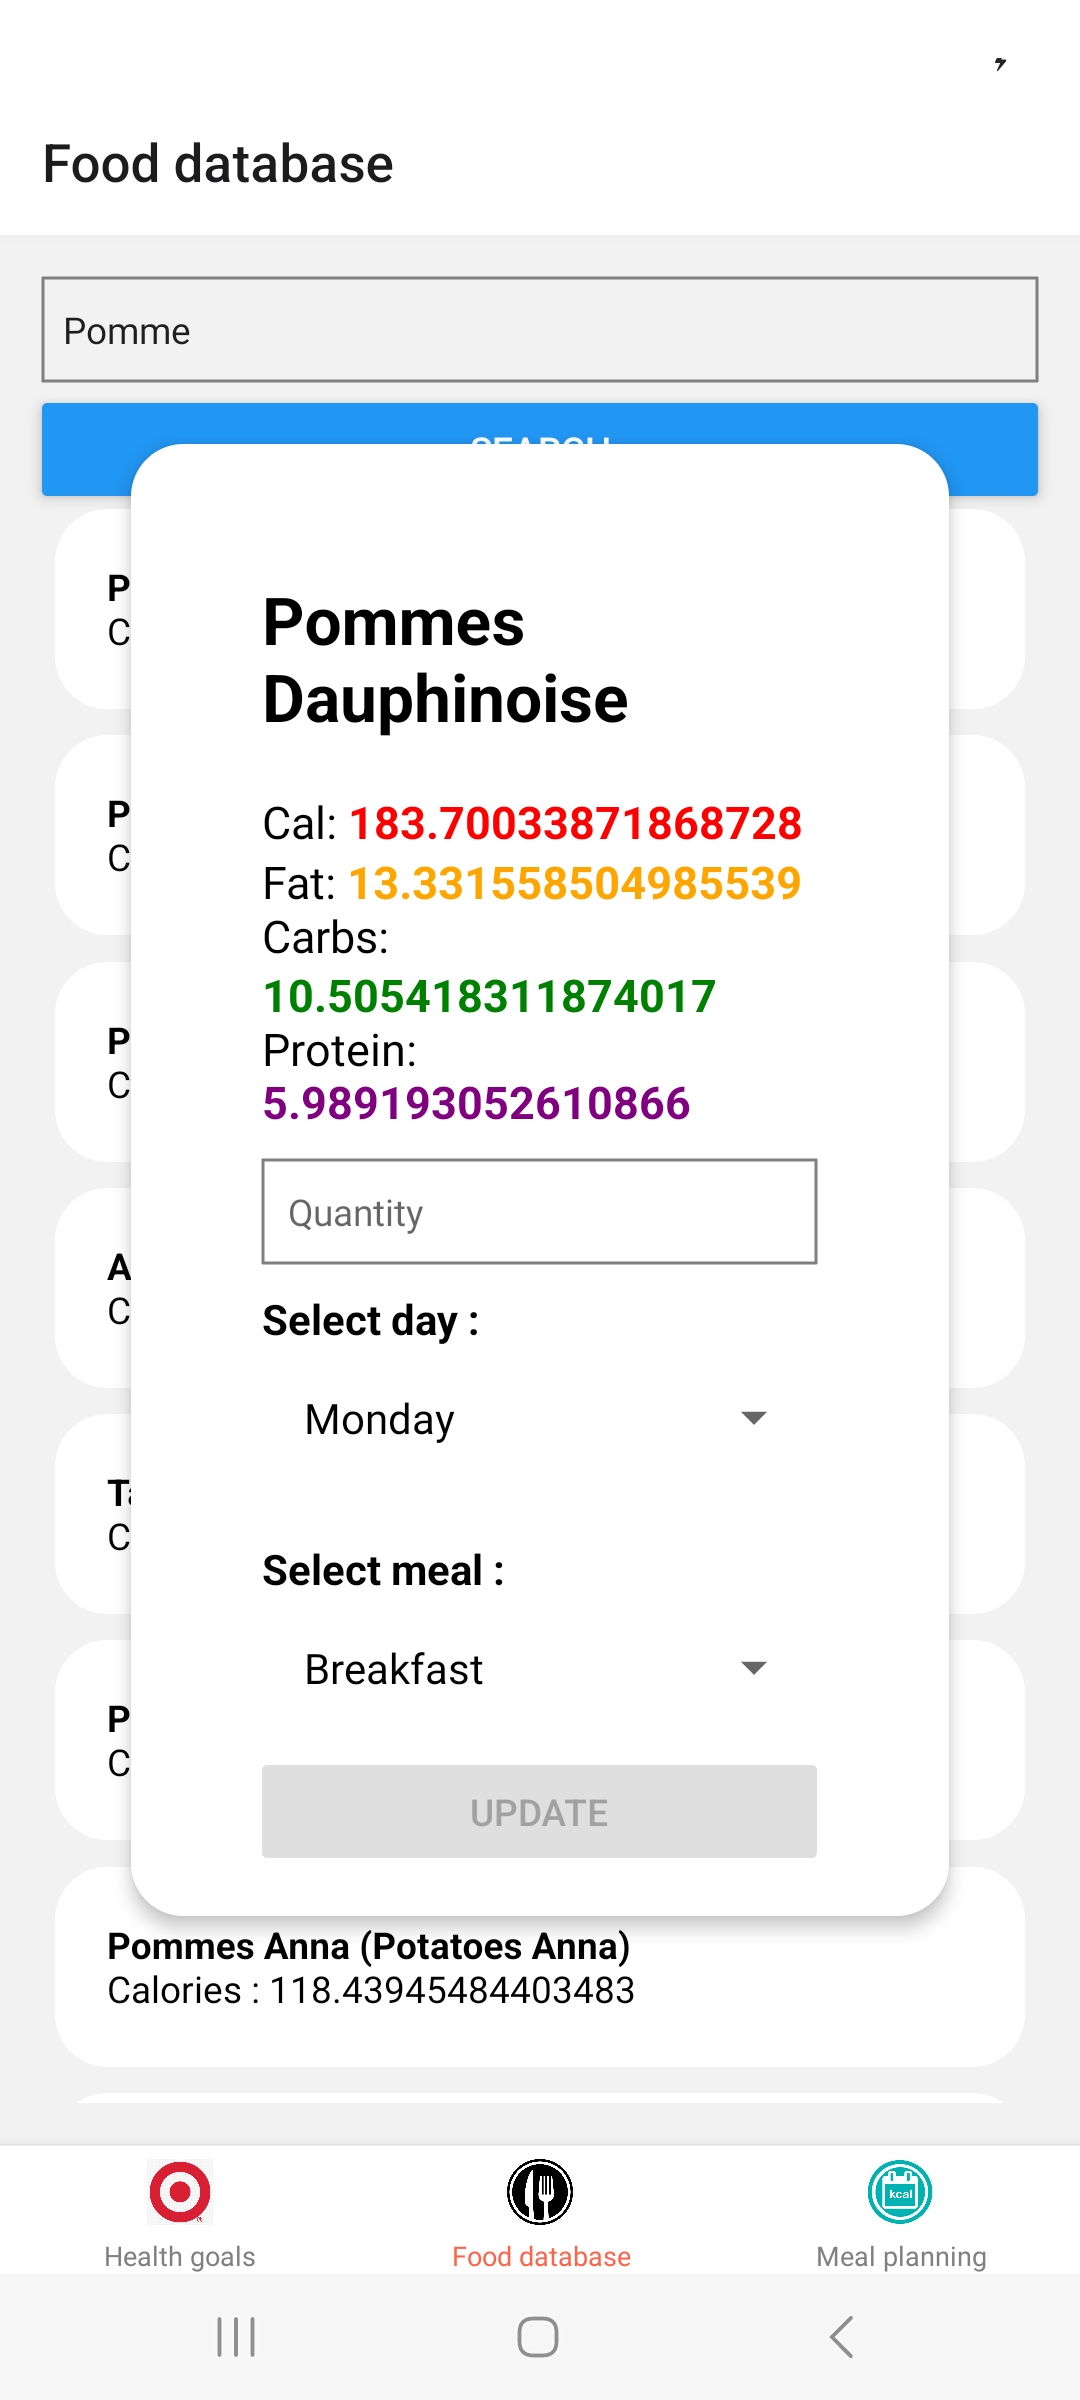 Food database
Pomme
Pommes
Dauphinoise
Cal: 183.70033871868728
Fat: 13.331558504985539
Carbs:
10.505418311874017
Protein:
5.989193052610866
Quantity
Select day :
Monday
Select meal :
Breakfast
UPDATE
Pommes Anna (Potatoes Anna)
Calories : 118.43945484403483
kcal
Health goals
Food database
Meal planning